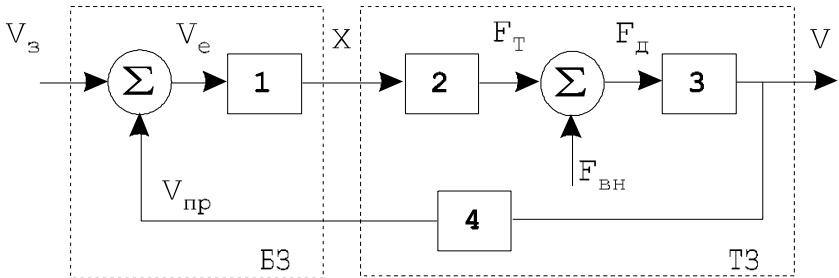 Vз Σ Vе 1 X 2 FТ Σ Fд 3 V
Vпр 4 Fвн
БЗ ТЗ